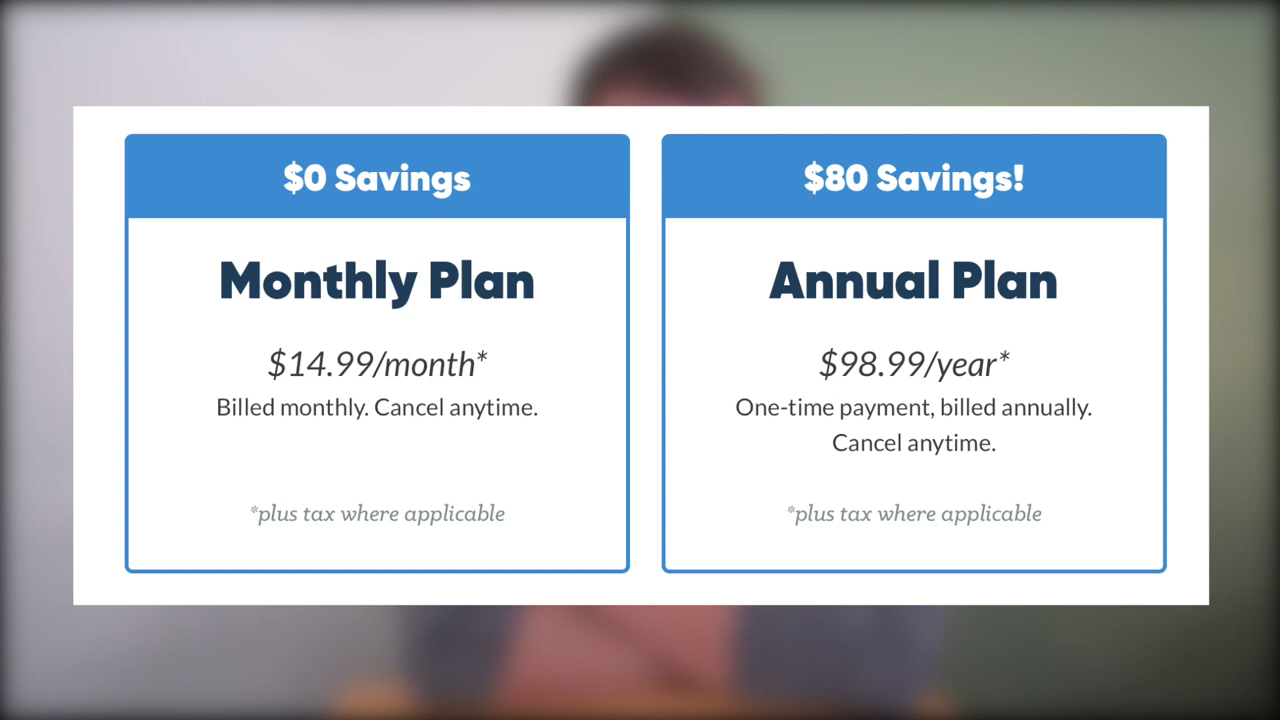 $0 Savings
Monthly Plan
$14.99/month*
Billed monthly. Cancel anytime.
*plus tax where applicable
$80 Savings!
Annual Plan
$98.99/year*
One-time payment, billed annually.
Cancel anytime.
*plus tax where applicable